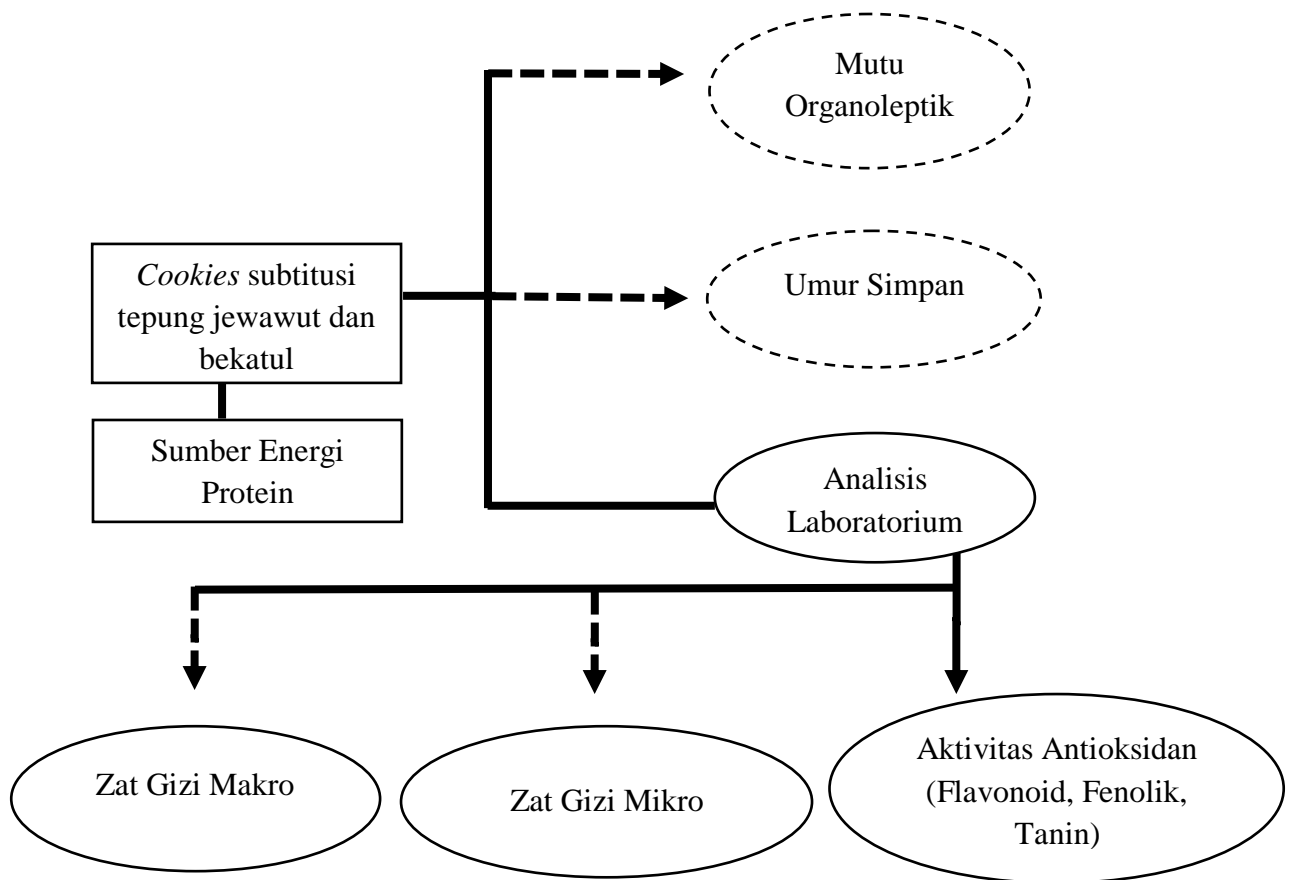 Mutu
Organoleptik
Umur Simpan
Cookies subtitusi
tepung jewawut dan
bekatul
Sumber Energi
Protein
Analisis
Laboratorium
Zat Gizi Makro
Zat Gizi Mikro
Aktivitas Antioksidan
(Flavonoid, Fenolik,
Tanin)